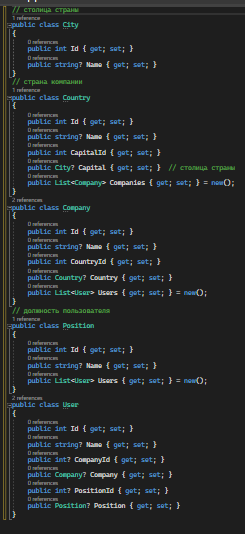 // столица страны
1 reference
public class City
{
0 references
public int Id { get; set; }
0 references
public string? Name { get; set; }
}
// страна компании
1 reference
public class Country
{
0 references
public int Id { get; set; }
0 references
public string? Name { get; set; }
0 references
public int CapitalId { get; set; }
0 references
public City? Capital { get; set; }  // столица страны
0 references
public List<Company> Companies { get; set; } = new();
}
2 references
public class Company
{
0 references
public int Id { get; set; }
0 references
public string? Name { get; set; }
0 references
public int CountryId { get; set; }
0 references
public Country? Country { get; set; }
0 references
public List<User> Users { get; set; } = new();
}
// должность пользователя
1 reference
public class Position
{
0 references
public int Id { get; set; }
0 references
public string? Name { get; set; }
0 references
public List<User> Users { get; set; } = new();
}
2 references
public class User
{
0 references
public int Id { get; set; }
0 references
public string? Name { get; set; }
0 references
public int? CompanyId { get; set; }
0 references
public Company? Company { get; set; }
0 references
public int? PositionId { get; set; }
0 references
public Position? Position { get; set; }
}